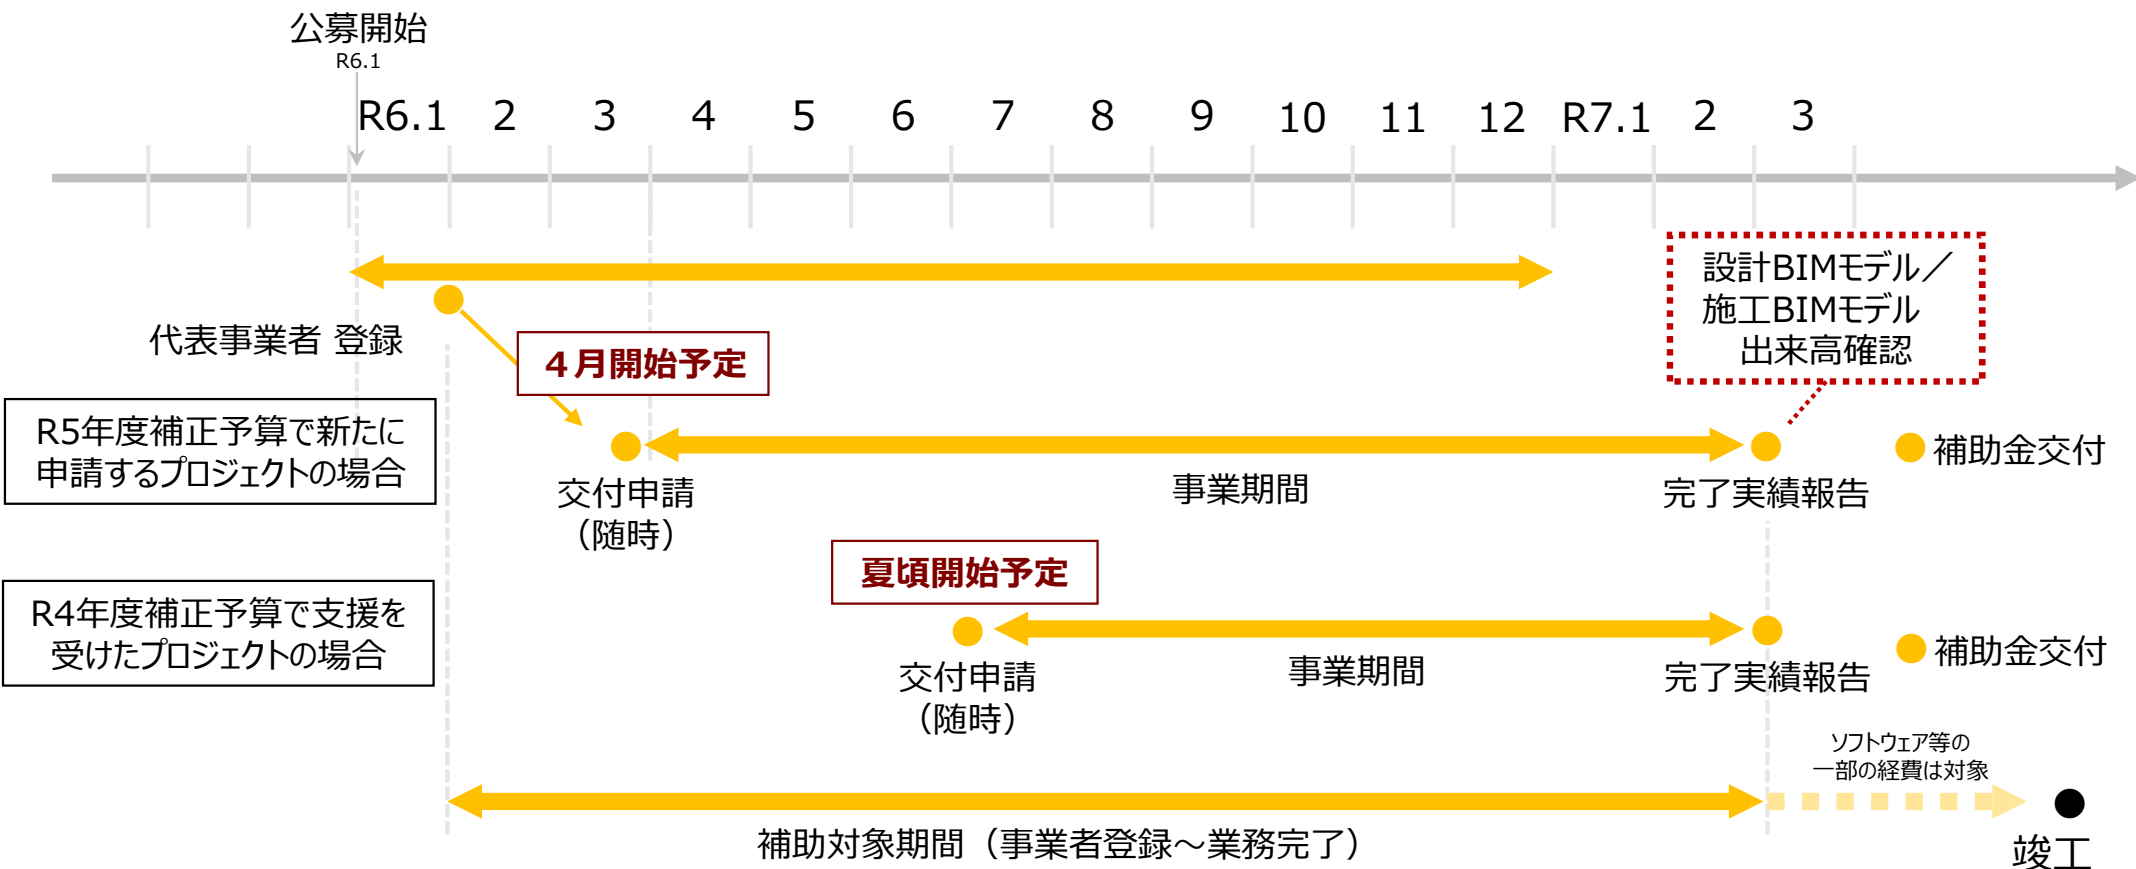 公募開始
R6.1
R6.1 2 3 4 5 6 7 8 9 10 11 12 R7.1 2 3
設計BIMモデル／
施工BIMモデル
出来高確認
代表事業者 登録
４月開始予定
R5年度補正予算で新たに
申請するプロジェクトの場合
交付申請
（随時）
事業期間
完了実績報告
補助金交付
夏頃開始予定
R4年度補正予算で支援を
受けたプロジェクトの場合
交付申請
（随時）
事業期間
完了実績報告
補助金交付
ソフトウェア等の
一部の経費は対象
補助対象期間（事業者登録～業務完了）
竣工